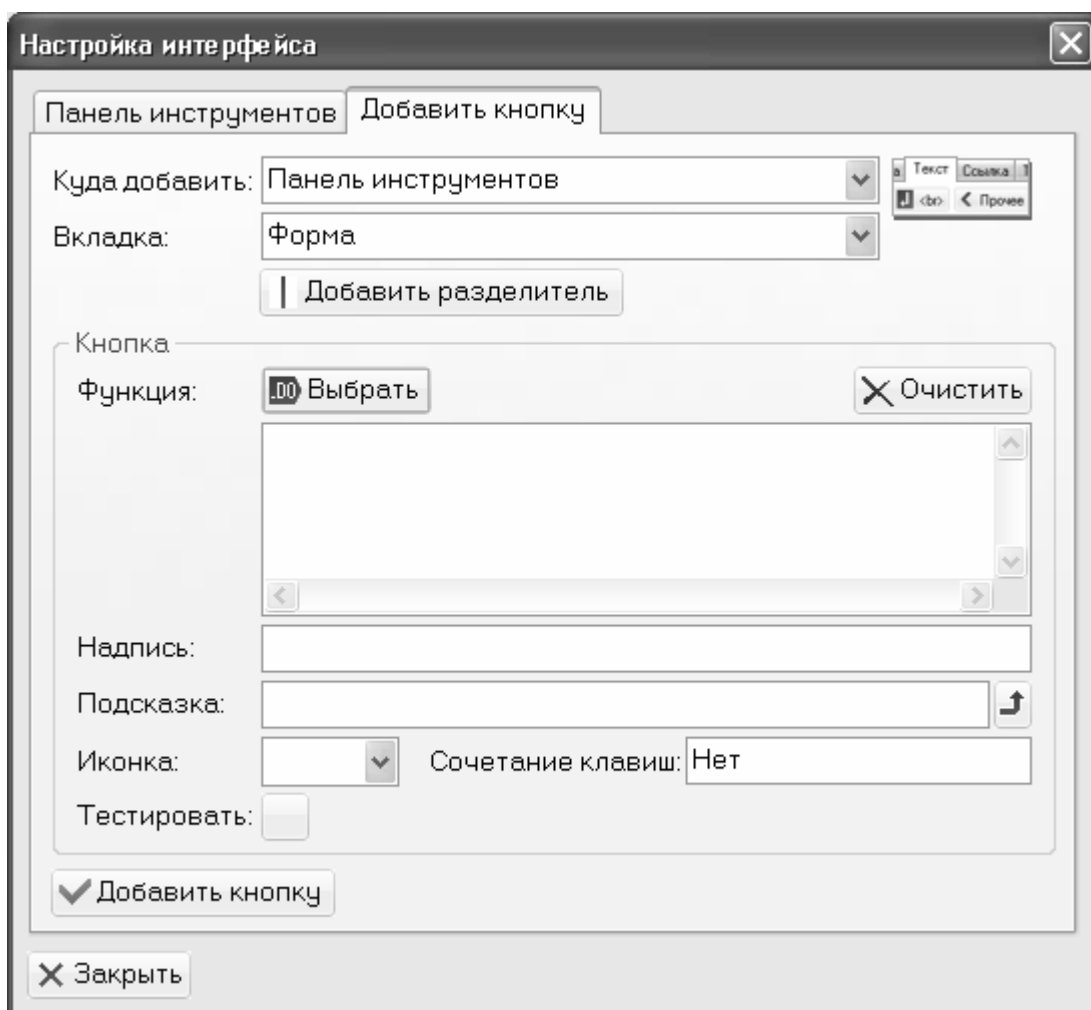 Настройка интерфейса
Панель инструментов Добавить кнопку
Куда добавить: Панель инструментов
а Текст Ссылка Т
<br> Прочее
Вкладка: Форма
Добавить разделитель
Кнопка
Функция: .DO Выбрать Очистить
Надпись:
Подсказка:
Иконка: Сочетание клавиш: Нет
Тестировать:
Добавить кнопку
Закрыть